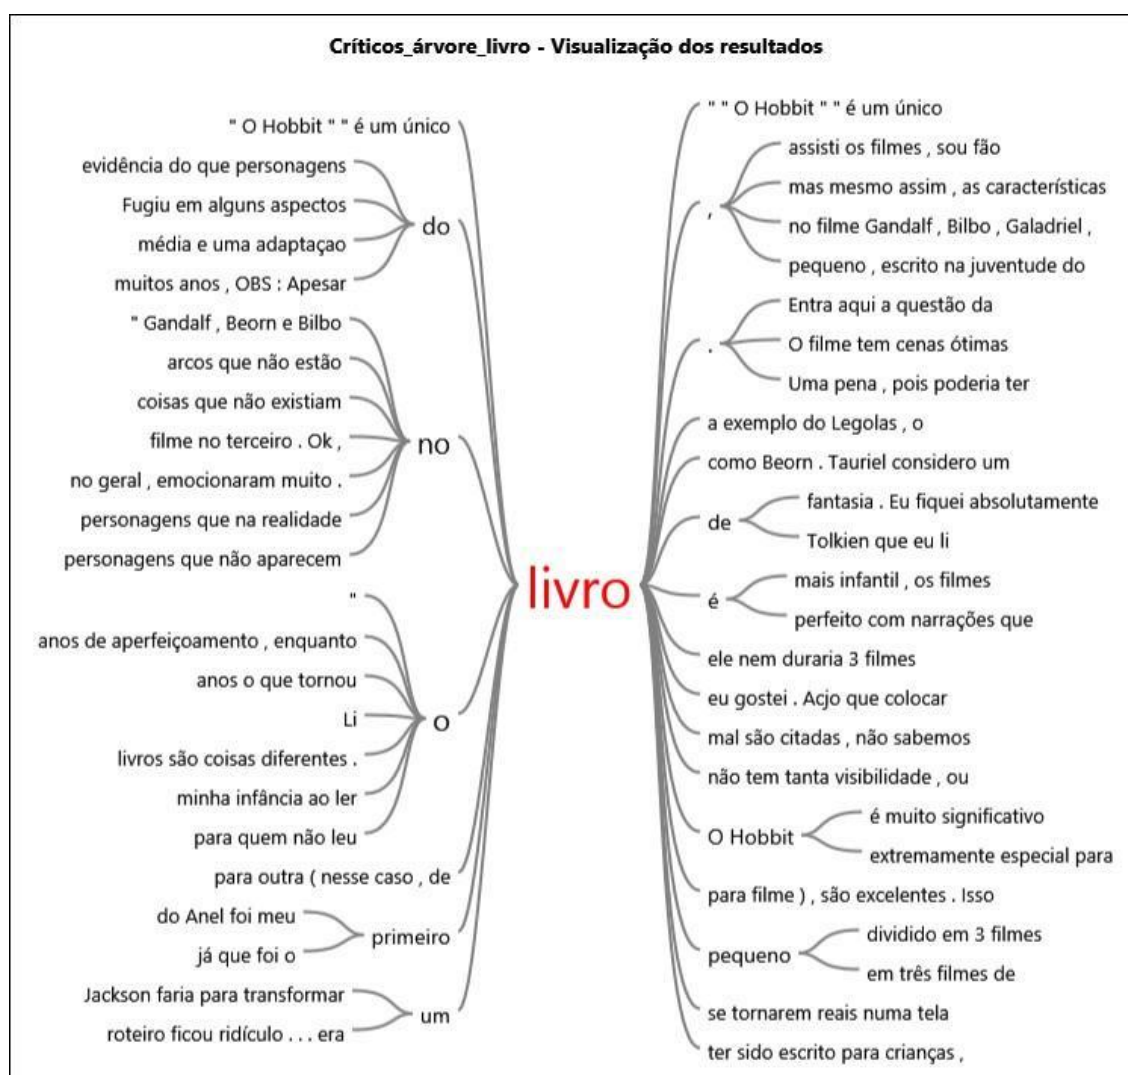 Críticos_árvore_livro - Visualização dos resultados
" O Hobbit " " é um único
evidência do que personagens
Fugiu em alguns aspectos
média e uma adaptaçao
muitos anos , OBS : Apesar
do
" Gandalf , Beorn e Bilbo
arcos que não estão
coisas que não existiam
filme no terceiro . Ok ,
no geral , emocionaram muito .
personagens que na realidade
personagens que não aparecem
no
"
anos de aperfeiçoamento , enquanto
anos o que tornou
Li
livros são coisas diferentes .
minha infância ao ler
para quem não leu
o
para outra ( nesse caso , de
do Anel foi meu
já que foi o
primeiro
Jackson faria para transformar
roteiro ficou ridículo . . . era
um
livro
" " O Hobbit " " é um único
,
assisti os filmes , sou fão
mas mesmo assim , as características
no filme Gandalf , Bilbo , Galadriel ,
pequeno , escrito na juventude do
.
Entra aqui a questão da
O filme tem cenas ótimas
Uma pena , pois poderia ter
a exemplo do Legolas , o
como Beorn . Tauriel considero um
de
fantasia . Eu fiquei absolutamente
Tolkien que eu li
é
mais infantil , os filmes
perfeito com narrações que
ele nem duraria 3 filmes
eu gostei . Acjo que colocar
mal são citadas , não sabemos
não tem tanta visibilidade , ou
O Hobbit
é muito significativo
extremamente especial para
para filme ) , são excelentes . Isso
pequeno
dividido em 3 filmes
em três filmes de
se tornarem reais numa tela
ter sido escrito para crianças ,